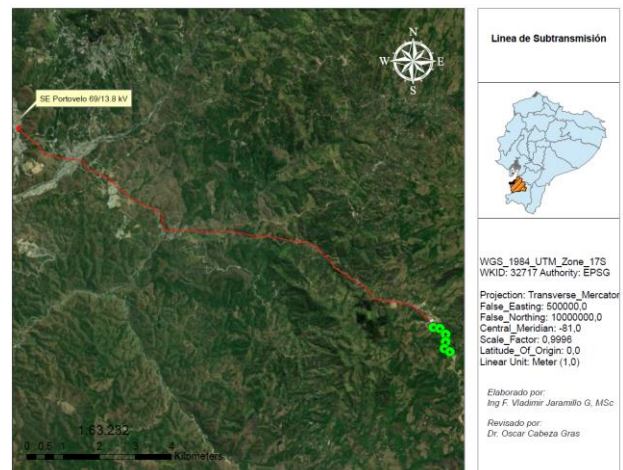 N
W E
S
SE Portovelo 69/13.8 kV
1:63.232
0 0.5 1 2 3 4
Kilometers
Linea de Subtransmisión
WGS_1984_UTM_Zone_17S
WKID: 32717 Authority: EPSG
Projection: Transverse_Mercator
False_Easting: 500000,0
False_Northing: 10000000,0
Central_Meridian: -81,0
Scale_Factor: 0,9996
Latitude_Of_Origin: 0,0
Linear Unit: Meter (1,0)
Elaborado por:
Ing F. Vladimir Jaramillo G, MSc
Revisado por:
Dr. Oscar Cabeza Gras